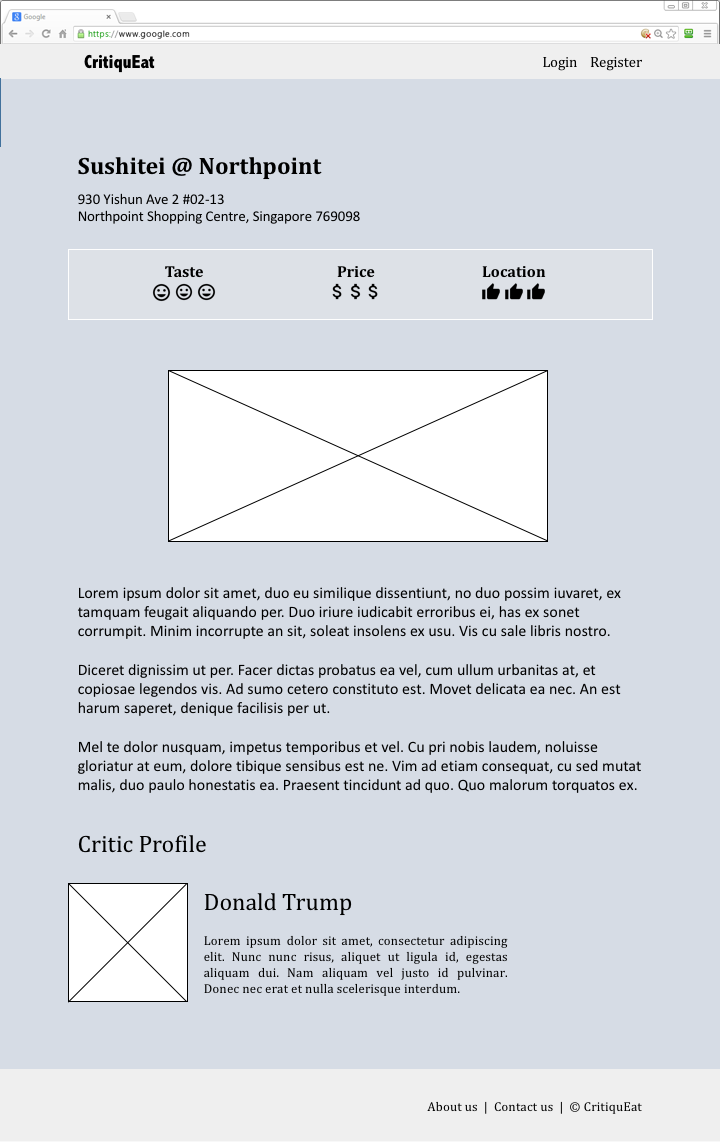 Google
https://www.google.com
CritiquEat
Login Register
Sushitei @ Northpoint
930 Yishun Ave 2 #02-13
Northpoint Shopping Centre, Singapore 769098
Taste Price Location
$ $ $
Lorem ipsum dolor sit amet, duo eu similique dissentiunt, no duo possim iuvaret, ex
tamquam feugait aliquando per. Duo iriure iudicabit erroribus ei, has ex sonet
corrumpit. Minim incorrupte an sit, soleat insolens ex usu. Vis cu sale libris nostro.
Diceret dignissim ut per. Facer dictas probatus ea vel, cum ullum urbanitas at, et
copiosae legendos vis. Ad sumo cetero constituto est. Movet delicata ea nec. An est
harum saperet, denique facilisis per ut.
Mel te dolor nusquam, impetus temporibus et vel. Cu pri nobis laudem, noluisse
gloriatur at eum, dolore tibique sensibus est ne. Vim ad etiam consequat, cu sed mutat
malis, duo paulo honestatis ea. Praesent tincidunt ad quo. Quo malorum torquatos ex.
Critic Profile
Donald Trump
Lorem ipsum dolor sit amet, consectetur adipiscing
elit. Nunc nunc risus, aliquet ut ligula id, egestas
aliquam dui. Nam aliquam vel justo id pulvinar.
Donec nec erat et nulla scelerisque interdum.
About us | Contact us | © CritiquEat